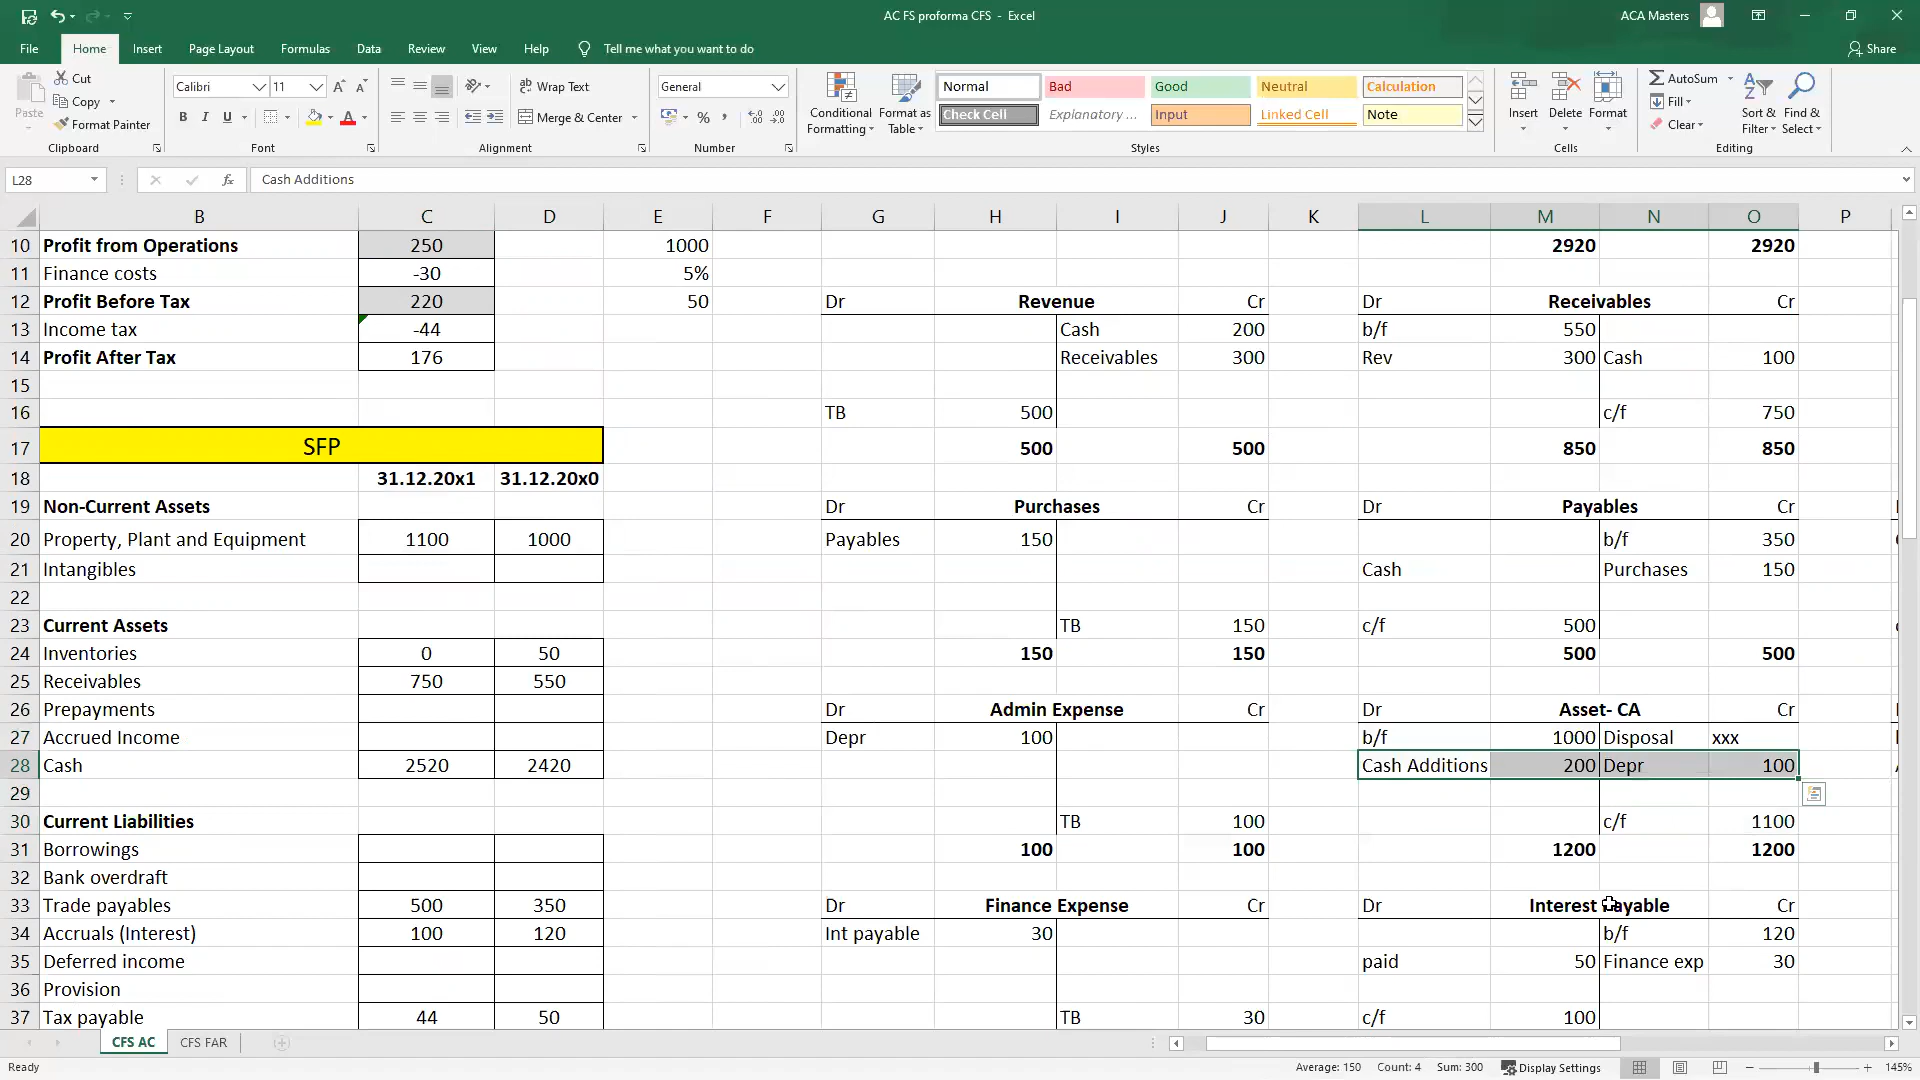 AC FS proforma CFS - Excel
ACA Masters
File Home Insert Page Layout Formulas Data Review View Help Tell me what you want to do Share
Paste Cut Copy Format Painter Clipboard
Calibri 11 B I U A Font
Wrap Text Merge & Center Alignment
General % , Number
Conditional Formatting Format as Table
Normal Bad Good Neutral Calculation
Check Cell Explanatory ... Input Linked Cell Note
Styles
Insert Delete Format Cells
AutoSum Fill Clear Sort & Filter Find & Select Editing
L28 fx Cash Additions
B C D E F G H I J K L M N O P
10 Profit from Operations 250 1000 2920 2920
11 Finance costs -30 5%
12 Profit Before Tax 220 50 Dr Revenue Cr Dr Receivables Cr
13 Income tax -44 Cash 200 b/f 550
14 Profit After Tax 176 Receivables 300 Rev 300 Cash 100
15
16 TB 500 c/f 750
17 SFP 500 500 850 850
18 31.12.20x1 31.12.20x0
19 Non-Current Assets Dr Purchases Cr Dr Payables Cr
20 Property, Plant and Equipment 1100 1000 Payables 150 b/f 350
21 Intangibles Cash Purchases 150
22
23 Current Assets TB 150 c/f 500
24 Inventories 0 50 150 150 500 500
25 Receivables 750 550
26 Prepayments Dr Admin Expense Cr Dr Asset- CA Cr
27 Accrued Income Depr 100 b/f 1000 Disposal xxx
28 Cash 2520 2420 Cash Additions 200 Depr 100
29
30 Current Liabilities TB 100 c/f 1100
31 Borrowings 100 100 1200 1200
32 Bank overdraft
33 Trade payables 500 350 Dr Finance Expense Cr Dr Interest Payable Cr
34 Accruals (Interest) 100 120 Int payable 30 b/f 120
35 Deferred income paid 50 Finance exp 30
36 Provision
37 Tax payable 44 50 TB 30 c/f 100
CFS AC CFS FAR
Ready Average: 150 Count: 4 Sum: 300 Display Settings 145%